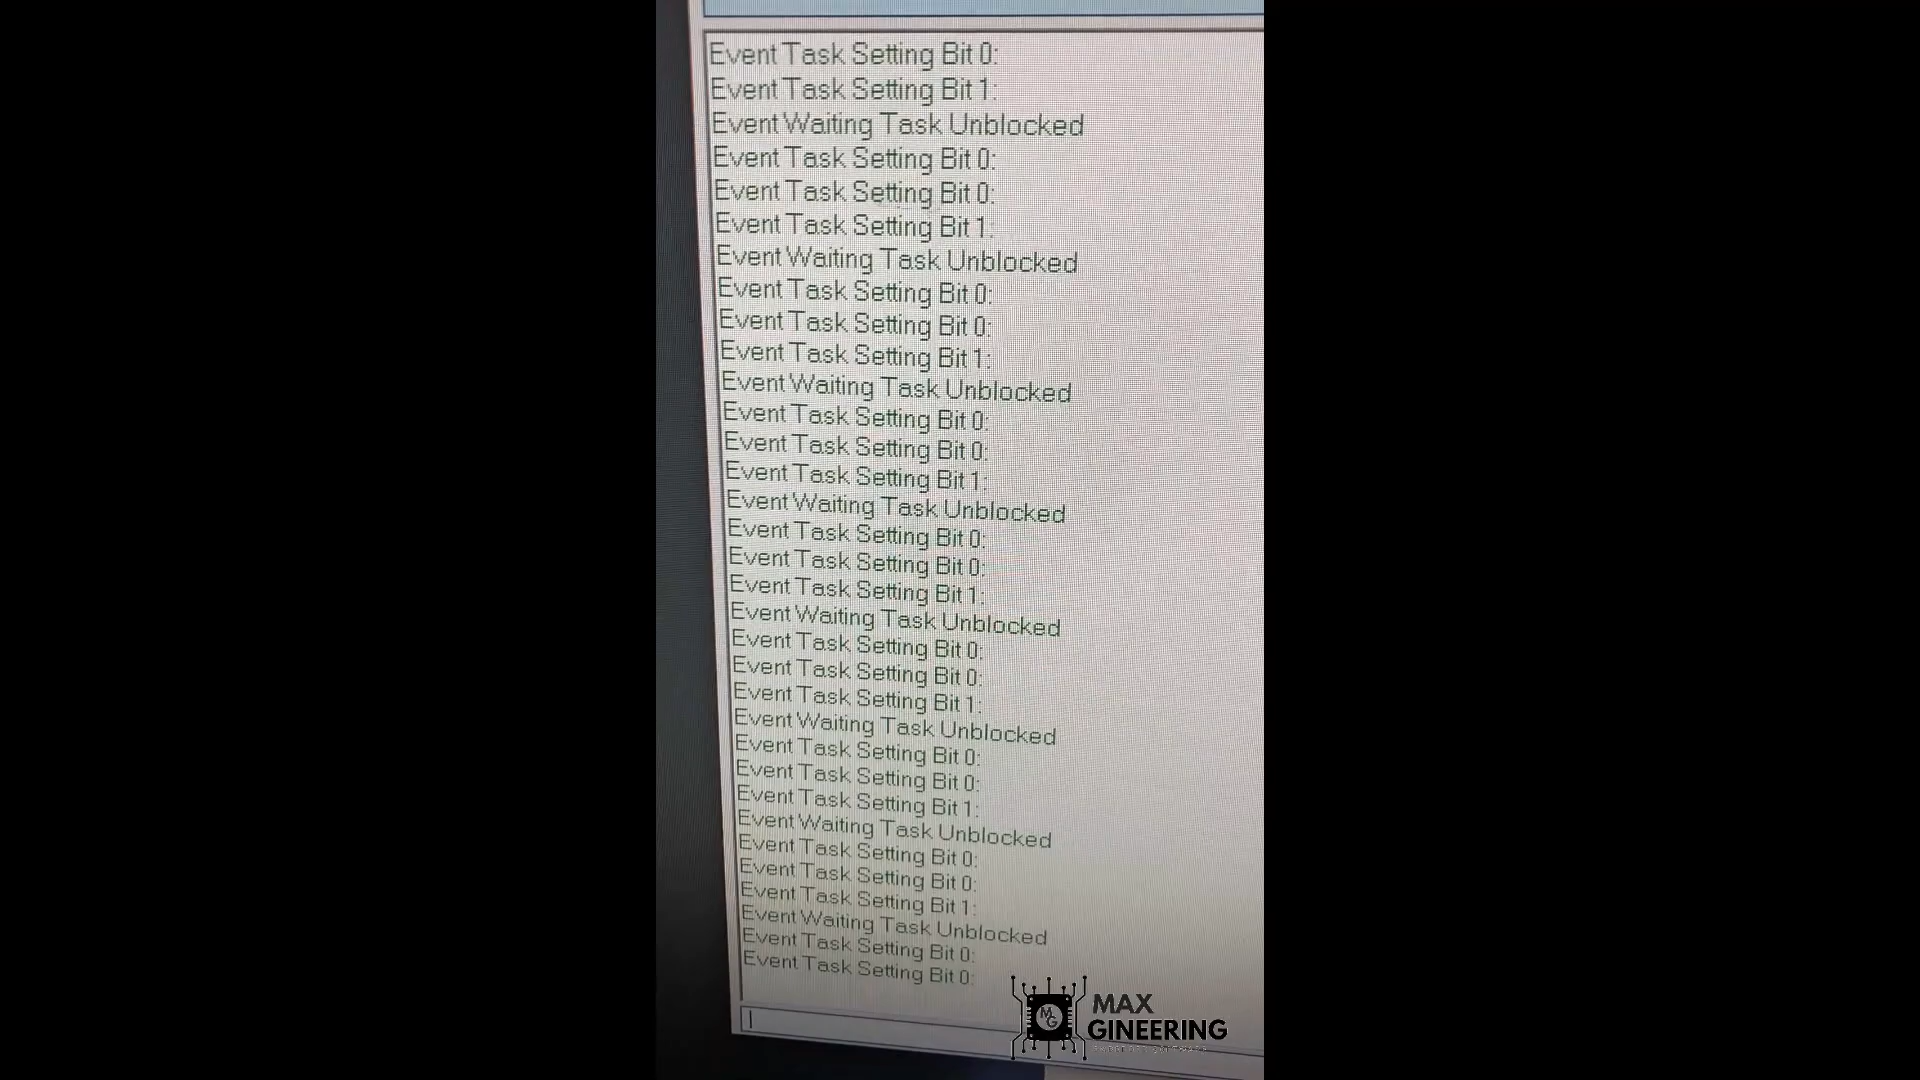 Event Task Setting Bit 0:
Event Task Setting Bit 1:
Event Waiting Task Unblocked
Event Task Setting Bit 0:
Event Task Setting Bit 0:
Event Task Setting Bit 1:
Event Waiting Task Unblocked
Event Task Setting Bit 0:
Event Task Setting Bit 0:
Event Task Setting Bit 1:
Event Waiting Task Unblocked
Event Task Setting Bit 0:
Event Task Setting Bit 0:
Event Task Setting Bit 1:
Event Waiting Task Unblocked
Event Task Setting Bit 0:
Event Task Setting Bit 0:
Event Task Setting Bit 1:
Event Waiting Task Unblocked
Event Task Setting Bit 0:
Event Task Setting Bit 0:
Event Task Setting Bit 1:
Event Waiting Task Unblocked
Event Task Setting Bit 0:
Event Task Setting Bit 0:
Event Task Setting Bit 1:
Event Waiting Task Unblocked
Event Task Setting Bit 0:
Event Task Setting Bit 0:
Event Task Setting Bit 1:
Event Waiting Task Unblocked
Event Task Setting Bit 0:
Event Task Setting Bit 0:
MG
MAX
GINEERING